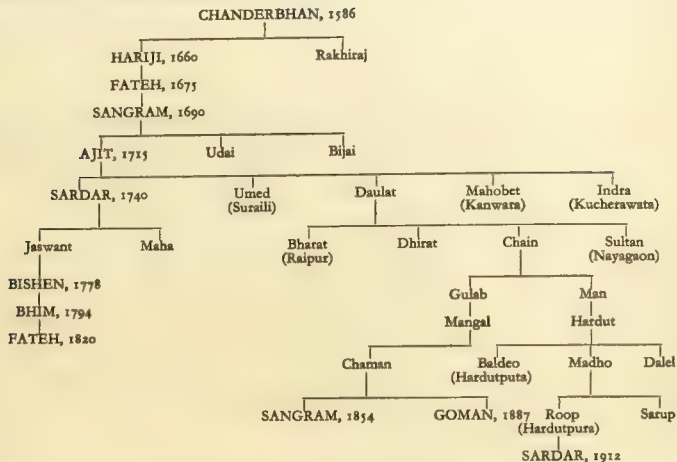 CHANDERBHAN, 1586
HARIJI, 1660 Rakhiraj
FATEH, 1675
SANGRAM, 1690
AJIT, 1715 Udai Bijai
SARDAR, 1740 Umed Daulat Mahobet Indra
(Suraili) (Kanwara) (Kucherawata)
Jaswant Maha Bharat Dhirat Chain Sultan
(Raipur) (Nayagaon)
BISHEN, 1778 Gulab Man
BHIM, 1794 Mangal Hardut
FATEH, 1820
Chaman Baldeo Madho Dalel
(Hardutputa)
SANGRAM, 1854 GOMAN, 1887 Roop Sarup
(Hardutpura)
SARDAR, 1912